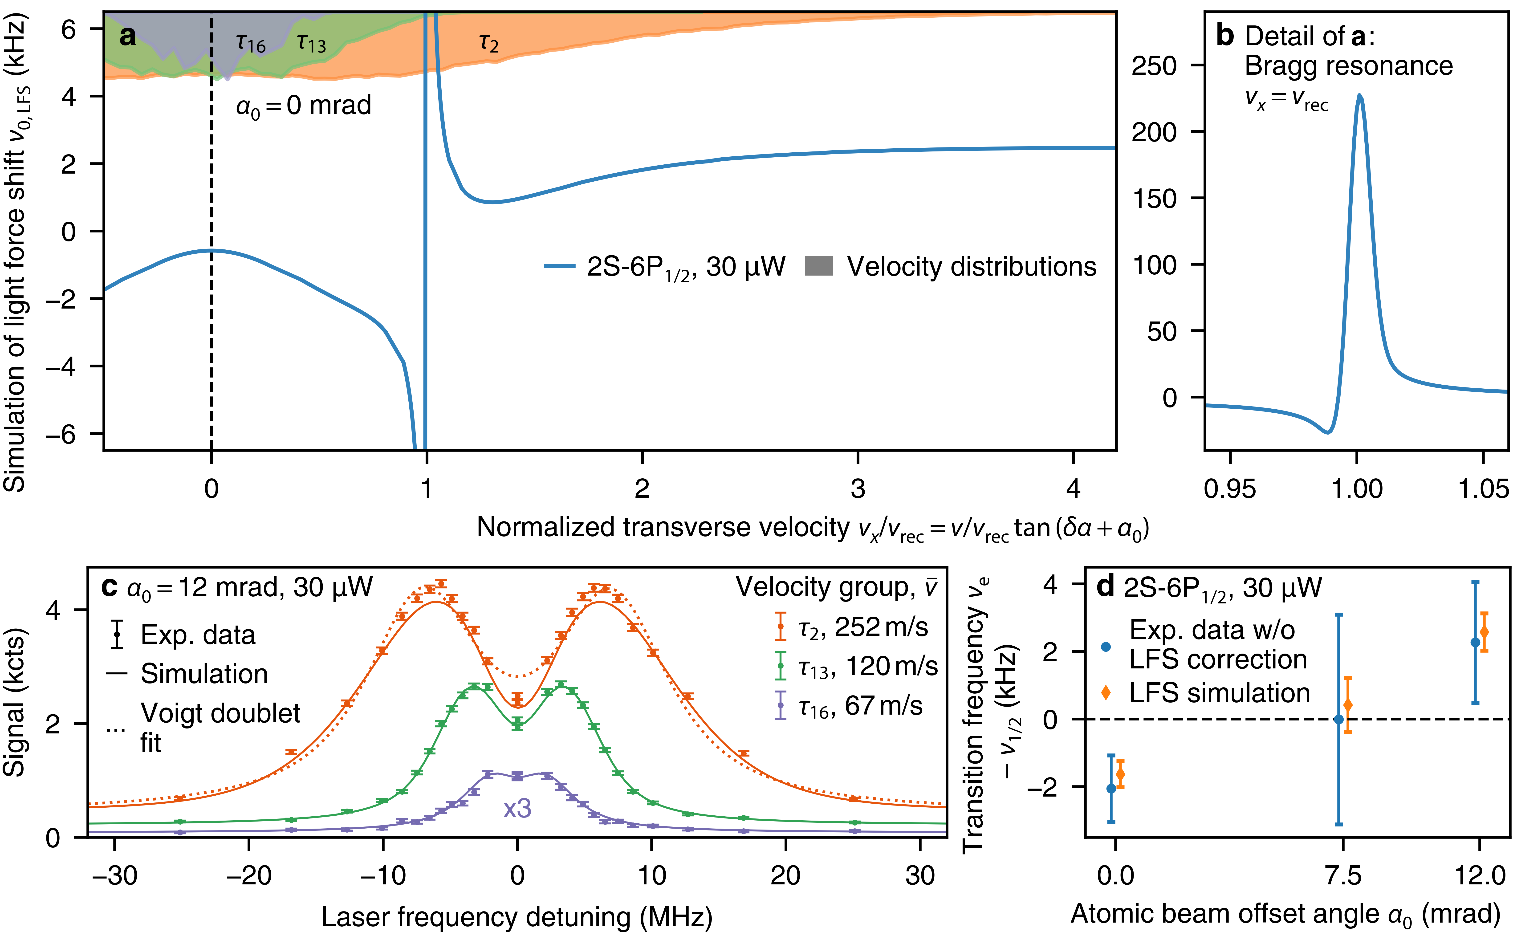 a
τ16 τ13 τ2
α0 = 0 mrad
2S-6P1/2, 30 μW Velocity distributions
Simulation of light force shift ν0,LFS (kHz)
6
4
2
0
−2
−4
−6
0 1 2 3 4
Normalized transverse velocity vx/vrec = v/vrec tan (δα + α0)
b Detail of a:
Bragg resonance
vx = vrec
250
200
150
100
50
0
0.95 1.00 1.05
c α0 = 12 mrad, 30 μW
Exp. data
Simulation
Voigt doublet
fit
Velocity group, v̄
τ2, 252 m/s
τ13, 120 m/s
τ16, 67 m/s
x3
Signal (kcts)
4
2
0
−30 −20 −10 0 10 20 30
Laser frequency detuning (MHz)
d 2S-6P1/2, 30 μW
Exp. data w/o
LFS correction
LFS simulation
Transition frequency νe
− ν1/2 (kHz)
4
2
0
−2
0.0 7.5 12.0
Atomic beam offset angle α0 (mrad)